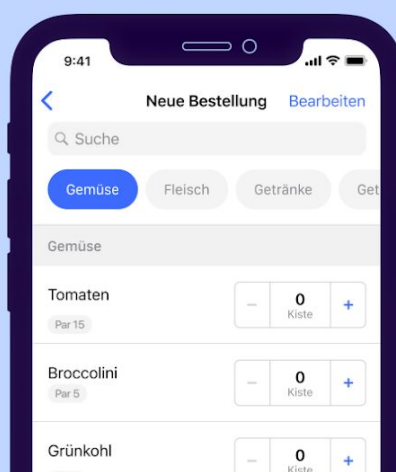 9:41
Neue Bestellung Bearbeiten
Suche
Gemüse Fleisch Getränke Get
Gemüse
Tomaten
Par 15
− 0 +
Kiste
Broccolini
Par 5
− 0 +
Kiste
Grünkohl
− 0 +
Kiste